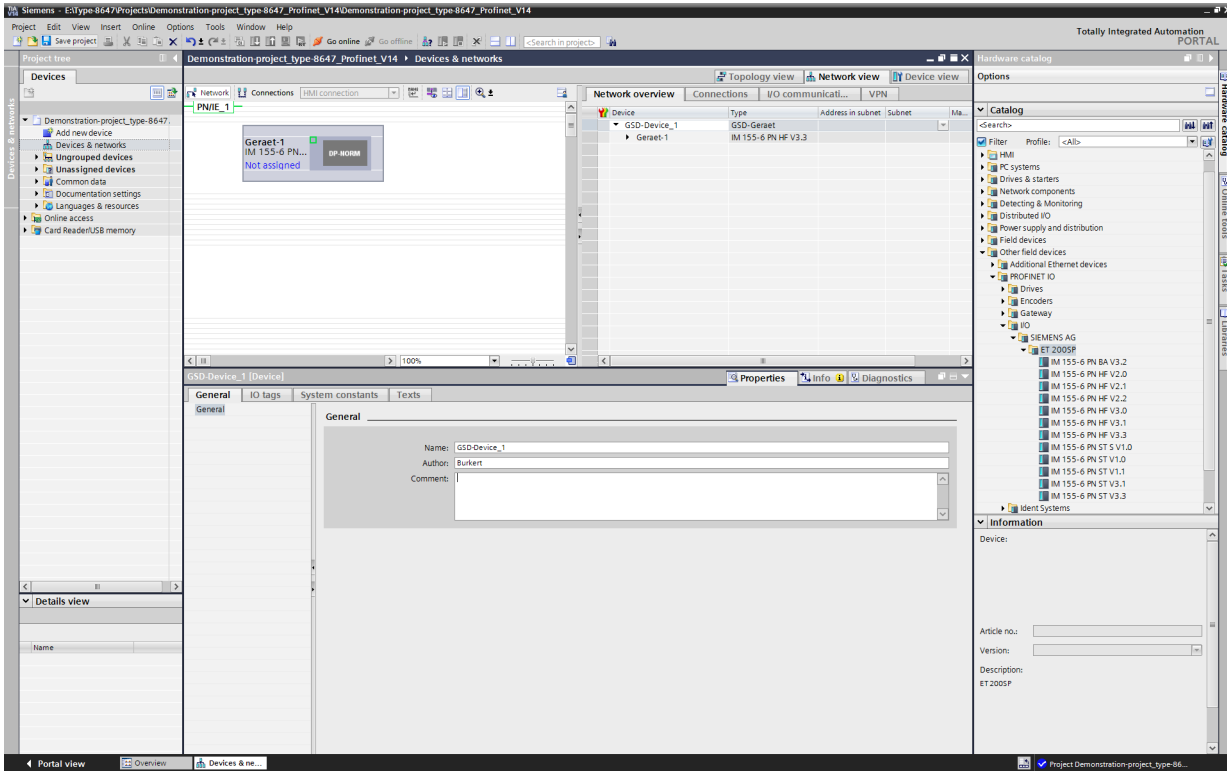 Siemens - E:\Type-8647\Projects\Demonstration-project_type-8647_Profinet_V14\Demonstration-project_type-8647_Profinet_V14
Project Edit View Insert Online Options Tools Window Help
Totally Integrated Automation
PORTAL
Save project Go online Go offline <Search in project>
Project tree
Demonstration-project_type-8647_Profinet_V14 Devices & networks
Hardware catalog
Devices
Topology view Network view Device view
Options
Network Connections HMI connection
Network overview Connections I/O communicati... VPN
PN/IE_1
Device Type Address in subnet Subnet Ma...
GSD-Device_1 GSD-Geraet
Geraet-1 IM 155-6 PN HF V3.3
Geraet-1
IM 155-6 PN...
Not assigned
DP-NORM
Demonstration-project_type-8647.
Add new device
Devices & networks
Ungrouped devices
Unassigned devices
Common data
Documentation settings
Languages & resources
Online access
Card Reader/USB memory
Devices & networks
Catalog
<Search>
Filter Profile: <All>
HMI
PC systems
Drives & starters
Network components
Detecting & Monitoring
Distributed I/O
Power supply and distribution
Field devices
Other field devices
Additional Ethernet devices
PROFINET IO
Drives
Encoders
Gateway
I/O
SIEMENS AG
ET 200SP
IM 155-6 PN BA V3.2
IM 155-6 PN HF V2.0
IM 155-6 PN HF V2.1
IM 155-6 PN HF V2.2
IM 155-6 PN HF V3.0
IM 155-6 PN HF V3.1
IM 155-6 PN HF V3.3
IM 155-6 PN ST S V1.0
IM 155-6 PN ST V1.0
IM 155-6 PN ST V1.1
IM 155-6 PN ST V3.1
IM 155-6 PN ST V3.3
Ident Systems
Hardware catalog
Online tools
Tasks
Libraries
100%
GSD-Device_1 [Device]
Properties Info Diagnostics
General IO tags System constants Texts
General
General
Name: GSD-Device_1
Author: Burkert
Comment:
Information
Device:
Article no.:
Version:
Description:
ET 200SP
Details view
Name
Portal view Overview Devices & ne...
Project Demonstration-project_type-86...